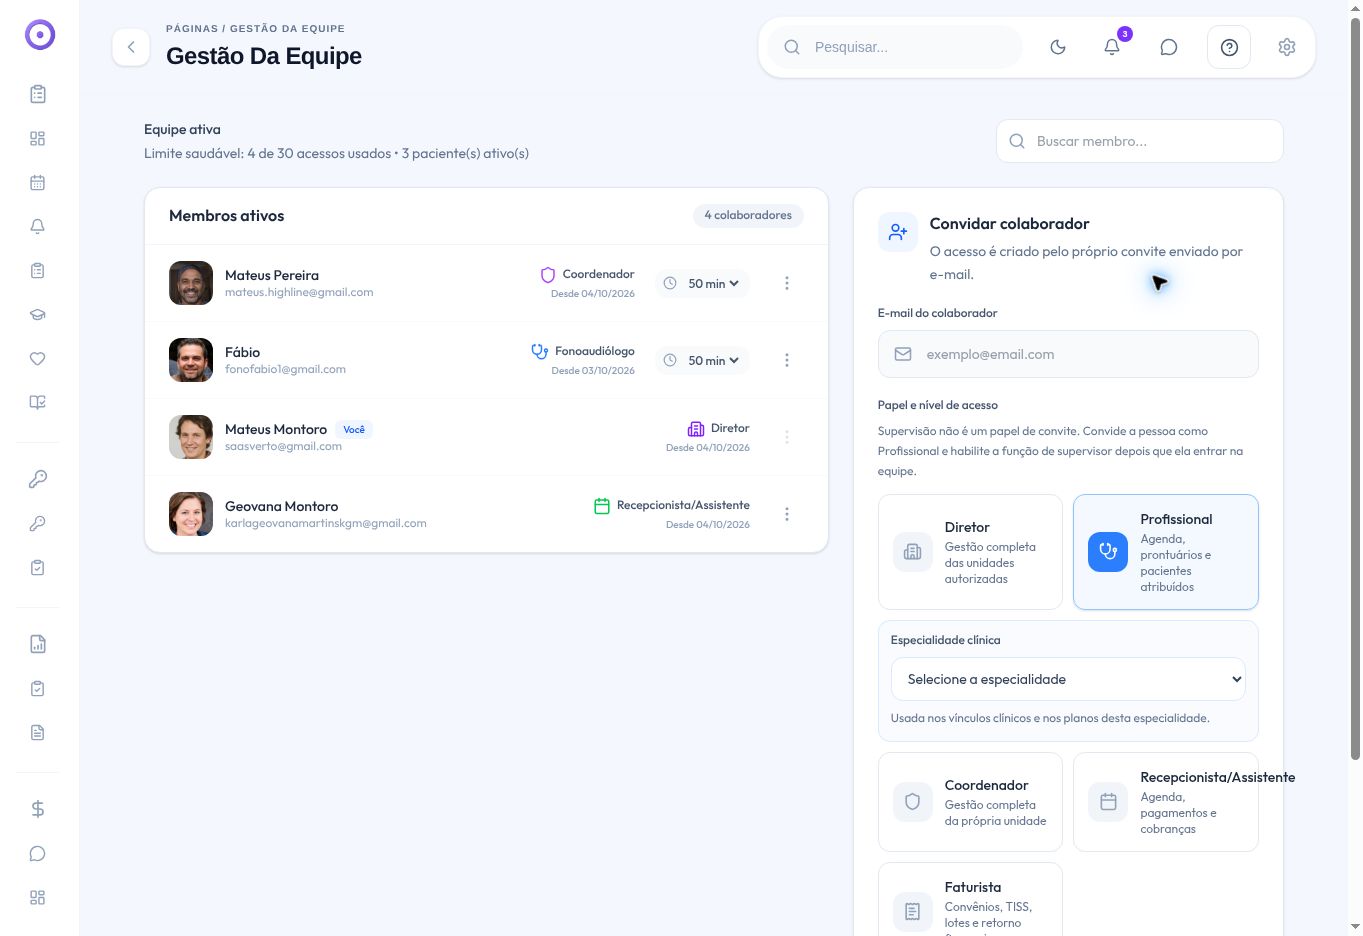 PÁGINAS / GESTÃO DA EQUIPE
Gestão Da Equipe
Pesquisar...
3
Equipe ativa
Limite saudável: 4 de 30 acessos usados • 3 paciente(s) ativo(s)
Buscar membro...
Membros ativos
4 colaboradores
Mateus Pereira
mateus.highline@gmail.com
Coordenador
Desde 04/10/2026
50 min
Fábio
fonofabio1@gmail.com
Fonoaudiólogo
Desde 03/10/2026
50 min
Mateus Montoro Você
saasverto@gmail.com
Diretor
Desde 04/10/2026
Geovana Montoro
karlageovanamartinskgm@gmail.com
Recepcionista/Assistente
Desde 04/10/2026
Convidar colaborador
O acesso é criado pelo próprio convite enviado por
e-mail.
E-mail do colaborador
exemplo@email.com
Papel e nível de acesso
Supervisão não é um papel de convite. Convide a pessoa como
Profissional e habilite a função de supervisor depois que ela entrar na
equipe.
Diretor
Gestão completa
das unidades
autorizadas
Profissional
Agenda,
prontuários e
pacientes
atribuídos
Especialidade clínica
Selecione a especialidade
Usada nos vínculos clínicos e nos planos desta especialidade.
Coordenador
Gestão completa
da própria unidade
Recepcionista/Assistente
Agenda,
pagamentos e
cobranças
Faturista
Convênios, TISS,
lotes e retorno